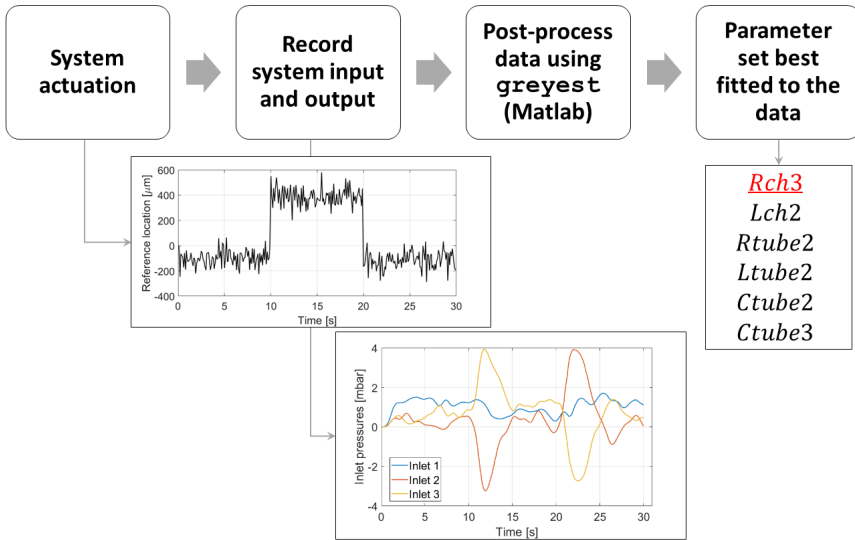 System
actuation
Record
system input
and output
Post-process
data using
greyest
(Matlab)
Parameter
set best
fitted to the
data
Reference location [μm]
600
400
200
0
-200
-400
0 5 10 15 20 25 30
Time [s]
Rch3
Lch2
Rtube2
Ltube2
Ctube2
Ctube3
Inlet pressures [mbar]
4
2
0
-2
-4
Inlet 1
Inlet 2
Inlet 3
0 5 10 15 20 25 30
Time [s]